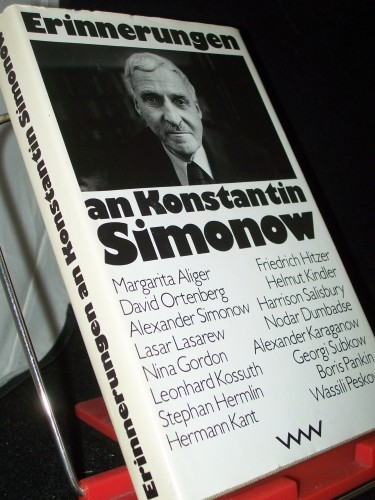 Erinnerungen an Konstantin Simonow
Erinnerungen
an Konstantin
Simonow
Margarita Aliger
David Ortenberg
Alexander Simonow
Lasar Lasarew
Nina Gordon
Leonhard Kossuth
Stephan Hermlin
Hermann Kant
Friedrich Hitzer
Helmut Kindler
Harrison Salisbury
Nodar Dumbadse
Alexander Karaganow
Georgi Subkow
Boris Pankin
Wassili Peskow